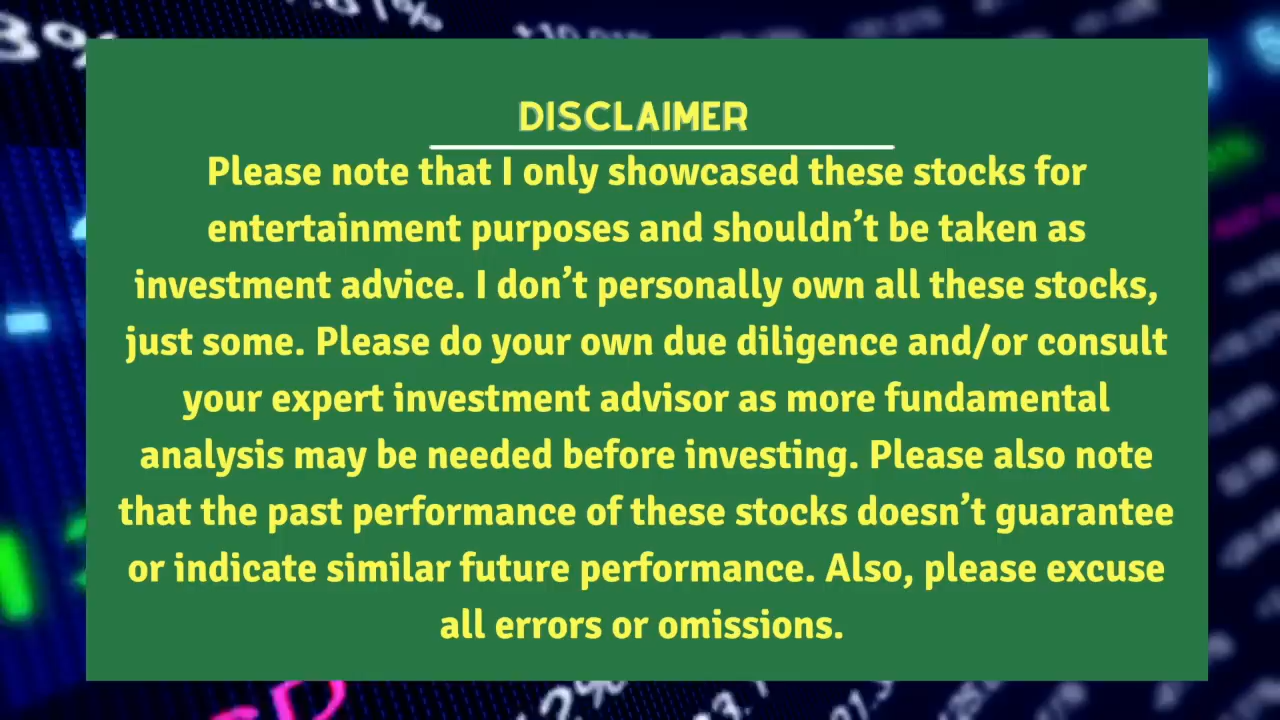 DISCLAIMER
Please note that I only showcased these stocks for
entertainment purposes and shouldn’t be taken as
investment advice. I don’t personally own all these stocks,
just some. Please do your own due diligence and/or consult
your expert investment advisor as more fundamental
analysis may be needed before investing. Please also note
that the past performance of these stocks doesn’t guarantee
or indicate similar future performance. Also, please excuse
all errors or omissions.